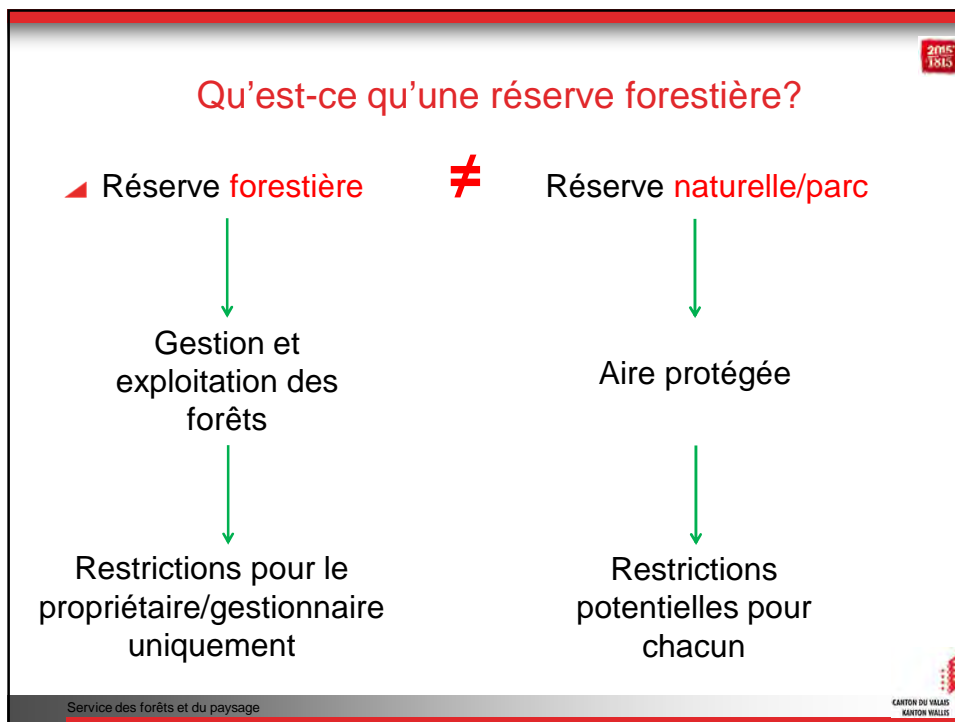 2015
1815
Qu’est-ce qu’une réserve forestière?
Réserve forestière
≠
Réserve naturelle/parc
Gestion et
exploitation des
forêts
Aire protégée
Restrictions pour le
propriétaire/gestionnaire
uniquement
Restrictions
potentielles pour
chacun
Service des forêts et du paysage
CANTON DU VALAIS
KANTON WALLIS